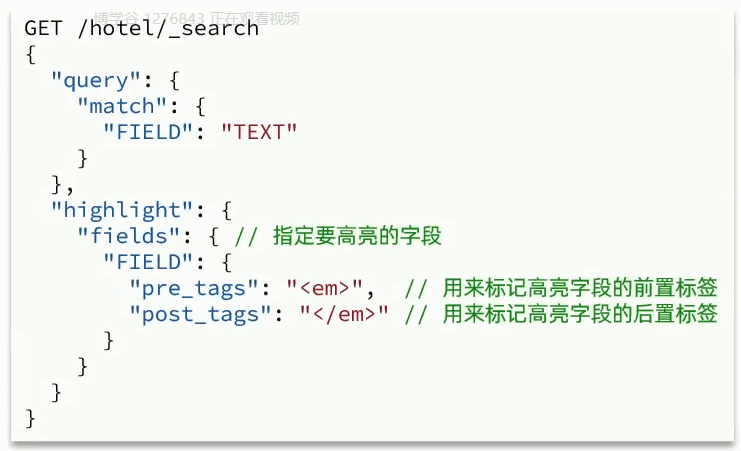 博学谷 1276843 正在观看视频
GET /hotel/_search
{
  "query": {
    "match": {
      "FIELD": "TEXT"
    }
  },
  "highlight": {
    "fields": { // 指定要高亮的字段
      "FIELD": {
        "pre_tags": "<em>",  // 用来标记高亮字段的前置标签
        "post_tags": "</em>" // 用来标记高亮字段的后置标签
      }
    }
  }
}